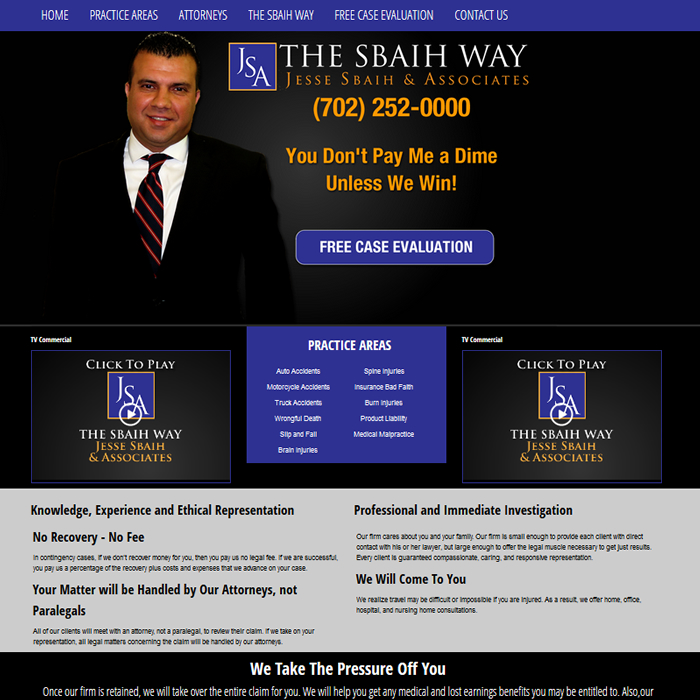 HOME PRACTICE AREAS ATTORNEYS THE SBAIH WAY FREE CASE EVALUATION CONTACT US
JSA
THE SBAIH WAY
JESSE SBAIH & ASSOCIATES
(702) 252-0000
You Don't Pay Me a Dime
Unless We Win!
FREE CASE EVALUATION
TV Commercial
CLICK TO PLAY
JSA
THE SBAIH WAY
JESSE SBAIH
& ASSOCIATES
PRACTICE AREAS
Auto Accidents
Motorcycle Accidents
Truck Accidents
Wrongful Death
Slip and Fall
Brain Injuries
Spine Injuries
Insurance Bad Faith
Burn Injuries
Product Liability
Medical Malpractice
TV Commercial
CLICK TO PLAY
JSA
THE SBAIH WAY
JESSE SBAIH
& ASSOCIATES
Knowledge, Experience and Ethical Representation
No Recovery - No Fee
In contingency cases, if we don't recover money for you, then you pay us no legal fee. If we are successful,
you pay us a percentage of the recovery plus costs and expenses that we advance on your case.
Your Matter will be Handled by Our Attorneys, not
Paralegals
All of our clients will meet with an attorney, not a paralegal, to review their claim. If we take on your
representation, all legal matters concerning the claim will be handled by our attorneys.
Professional and Immediate Investigation
Our firm cares about you and your family. Our firm is small enough to provide each client with direct
contact with his or her lawyer, but large enough to offer the legal muscle necessary to get just results.
Every client is guaranteed compassionate, caring, and responsive representation.
We Will Come To You
We realize travel may be difficult or impossible if you are injured. As a result, we offer home, office,
hospital, and nursing home consultations.
We Take The Pressure Off You
Once our firm is retained, we will take over the entire claim for you. We will help you get any medical and lost earnings benefits you may be entitled to. Also,our